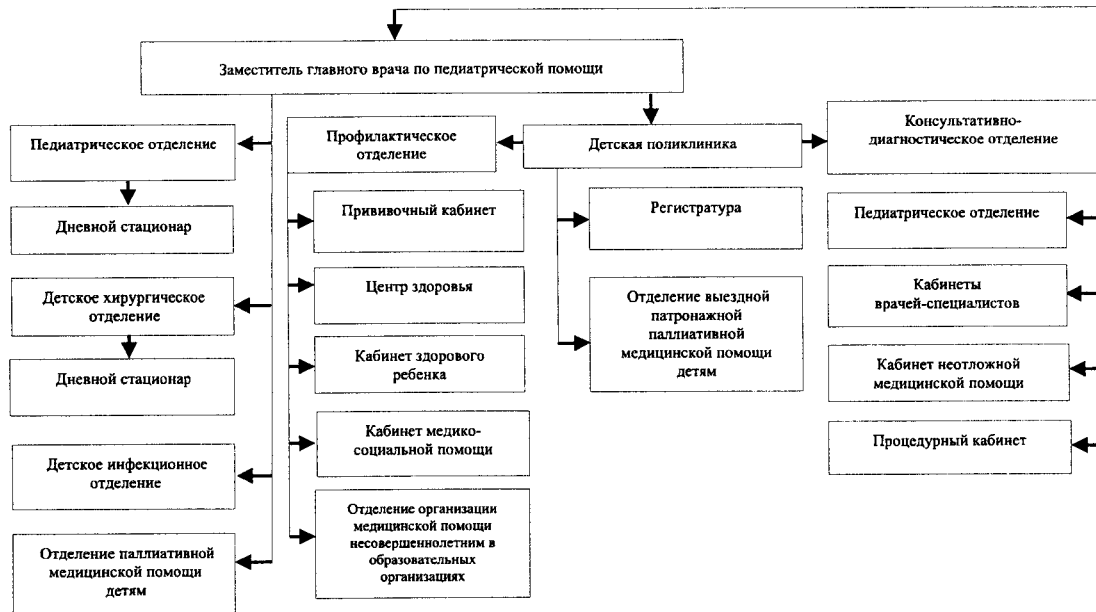 Заместитель главного врача по педиатрической помощи
Педиатрическое отделение
Дневной стационар
Детское хирургическое
отделение
Дневной стационар
Детское инфекционное
отделение
Отделение паллиативной
медицинской помощи
детям
Профилактическое
отделение
Прививочный кабинет
Центр здоровья
Кабинет здорового
ребенка
Кабинет медико-
социальной помощи
Отделение организации
медицинской помощи
несовершеннолетним в
образовательных
организациях
Детская поликлиника
Регистратура
Отделение выездной
патронажной
паллиативной
медицинской помощи
детям
Консультативно-
диагностическое отделение
Педиатрическое отделение
Кабинеты
врачей-специалистов
Кабинет неотложной
медицинской помощи
Процедурный кабинет